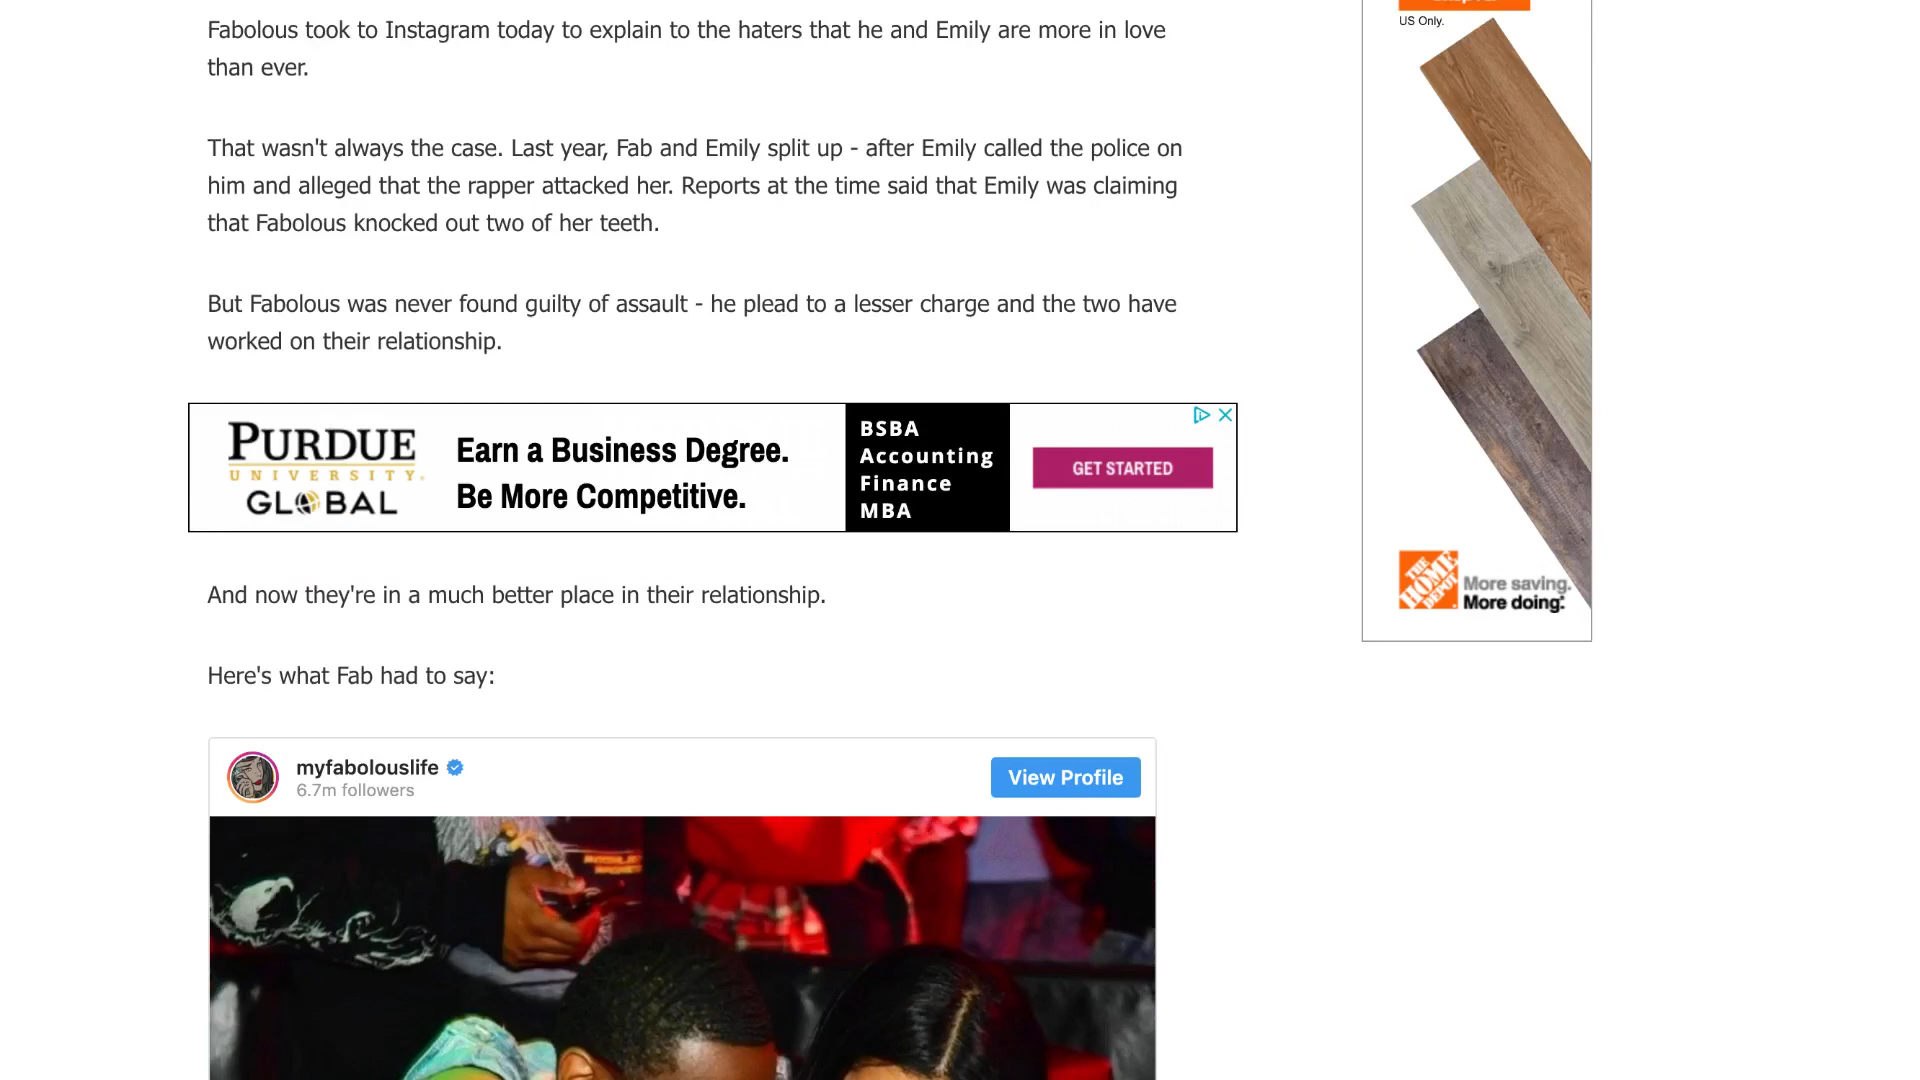 Fabolous took to Instagram today to explain to the haters that he and Emily are more in love
than ever.
That wasn't always the case. Last year, Fab and Emily split up - after Emily called the police on
him and alleged that the rapper attacked her. Reports at the time said that Emily was claiming
that Fabolous knocked out two of her teeth.
But Fabolous was never found guilty of assault - he plead to a lesser charge and the two have
worked on their relationship.
PURDUE
UNIVERSITY.
GLOBAL
Earn a Business Degree.
Be More Competitive.
BSBA
Accounting
Finance
MBA
GET STARTED
And now they're in a much better place in their relationship.
Here's what Fab had to say:
myfabolouslife
6.7m followers
View Profile
US Only.
THE
HOME
DEPOT
More saving.
More doing.